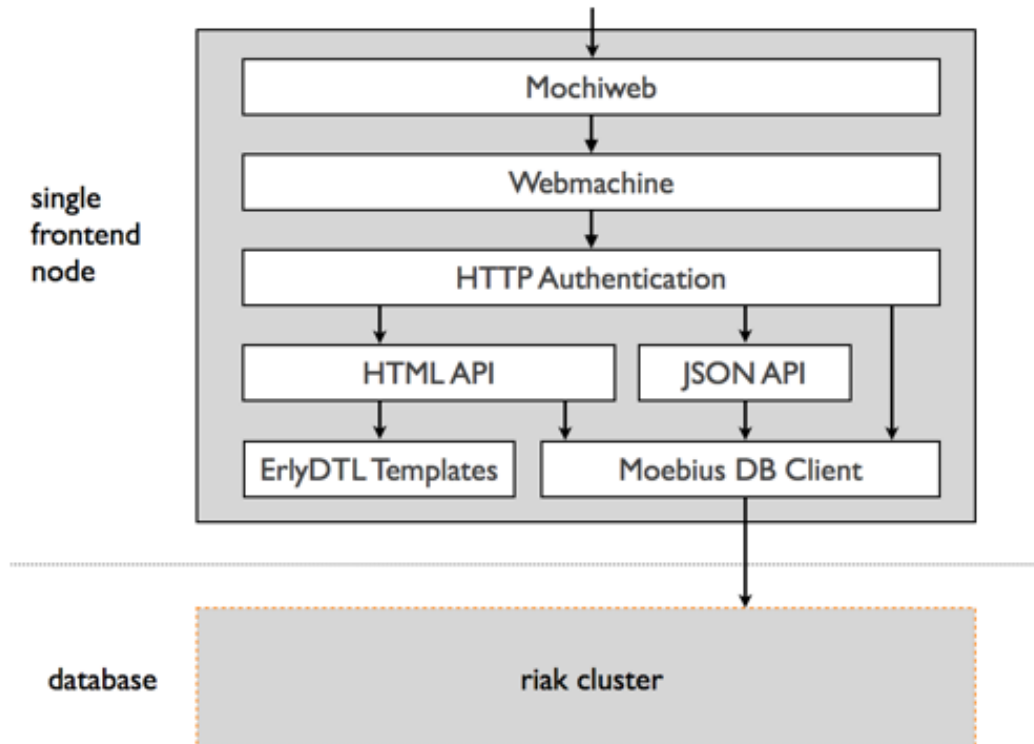 Mochiweb
Webmachine
single
frontend
node
HTTP Authentication
HTML API
JSON API
ErlyDTL Templates
Moebius DB Client
database
riak cluster